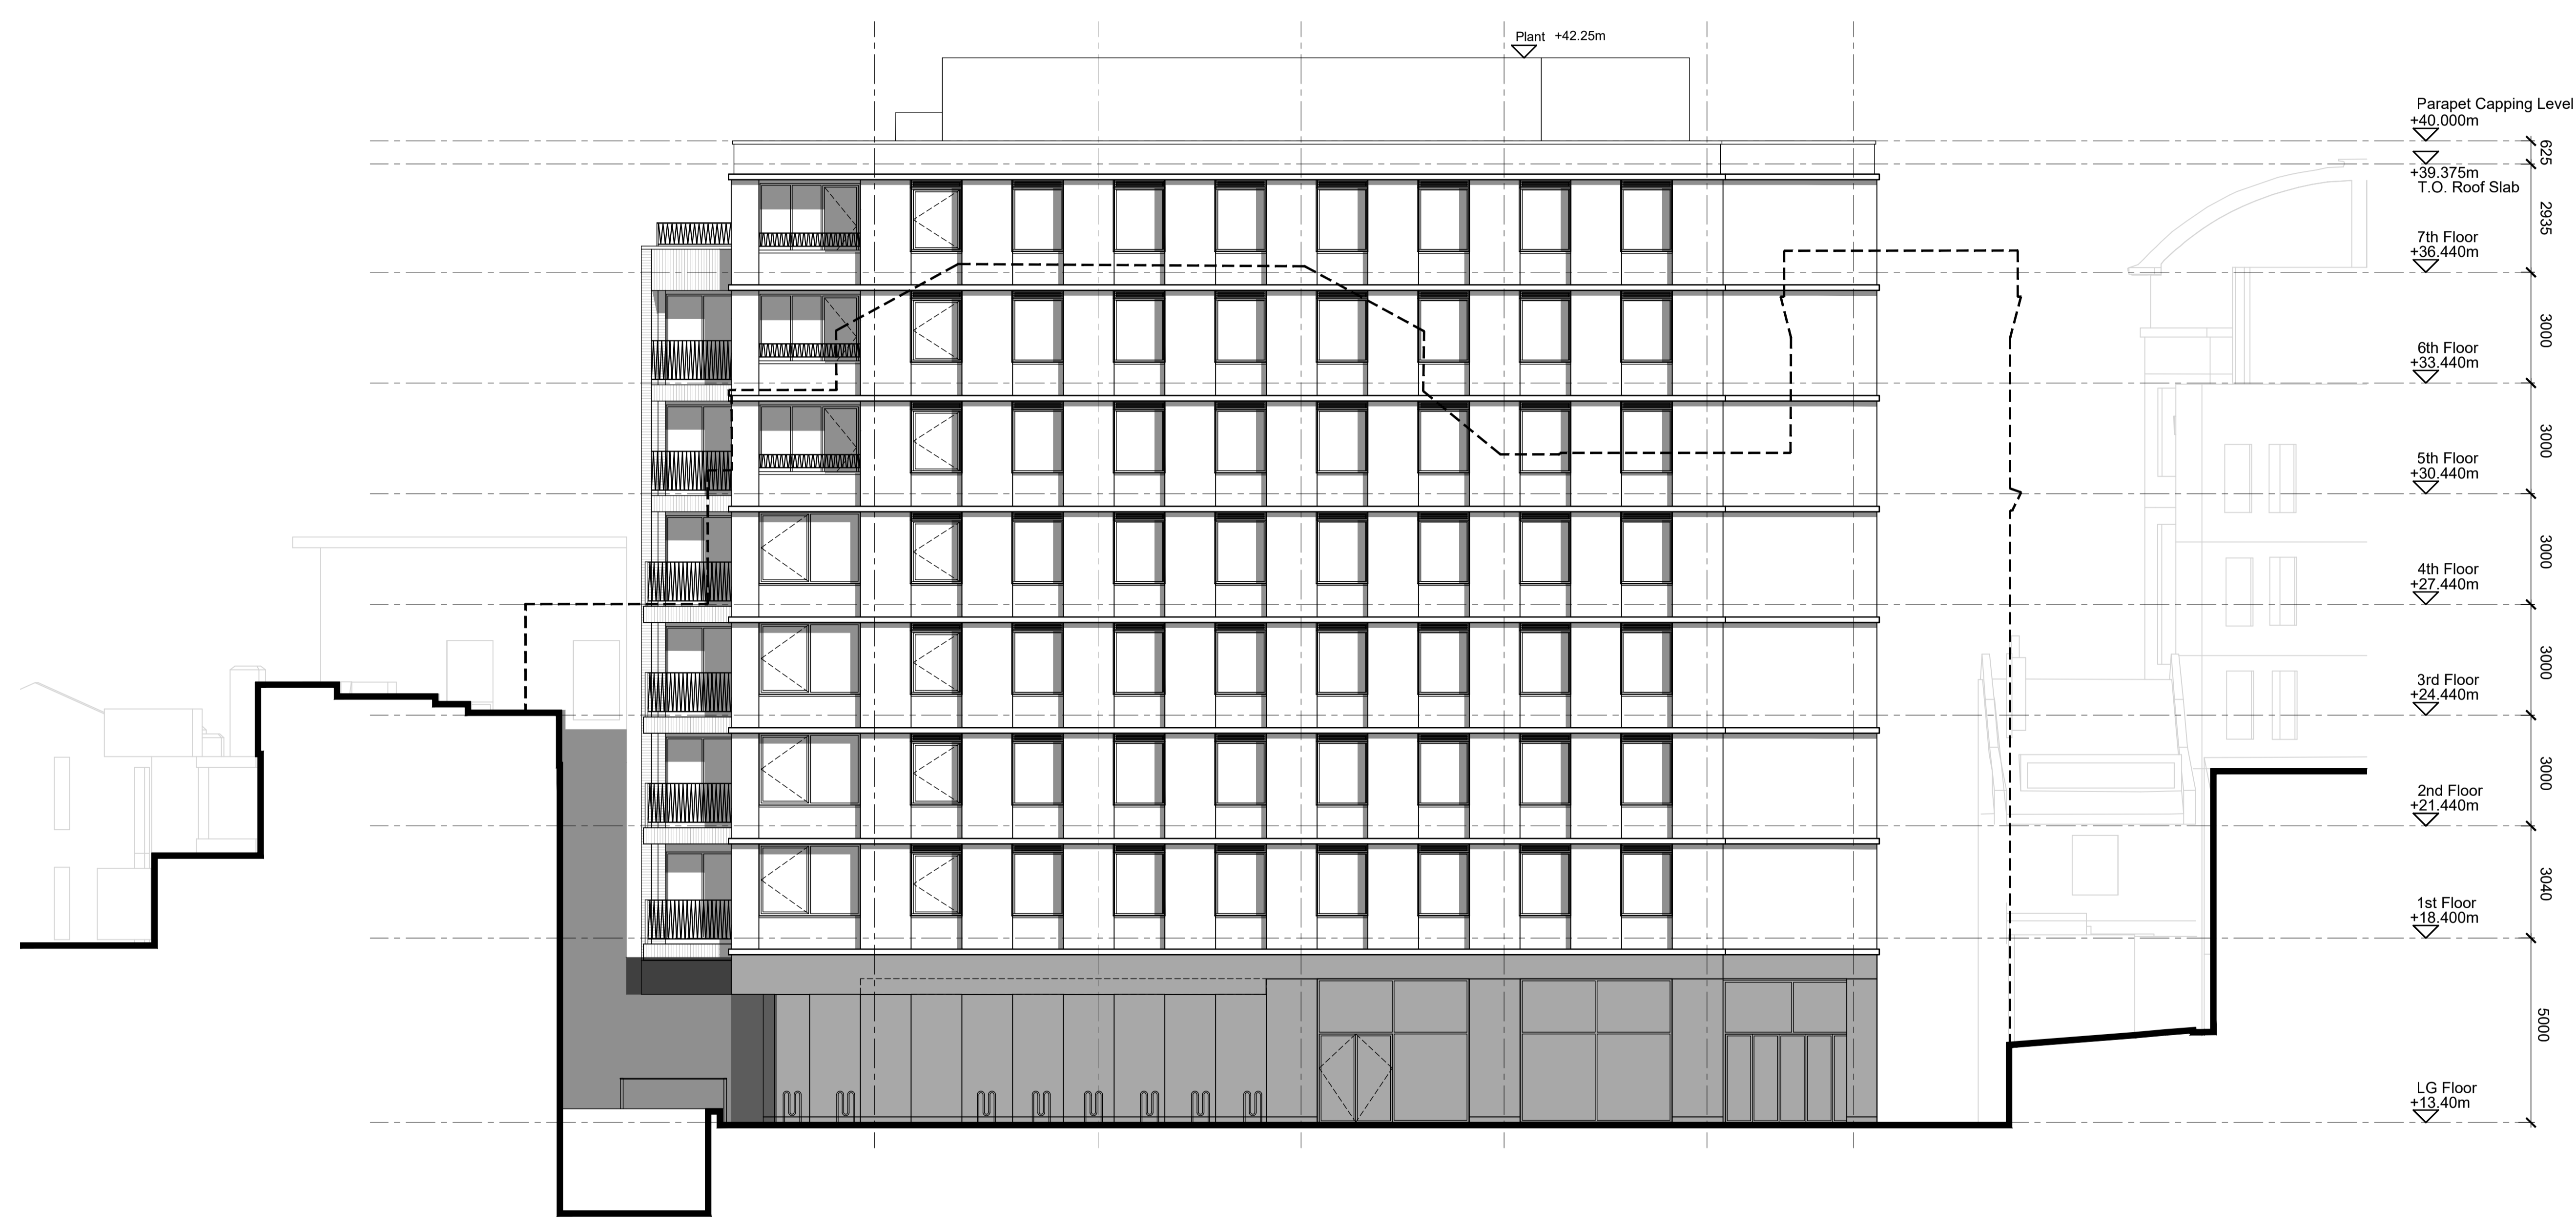 Plant +42.25m
Parapet Capping Level
+40.000m
625
+39.375m
T.O. Roof Slab
2935
7th Floor
+36.440m
3000
6th Floor
+33.440m
3000
5th Floor
+30.440m
3000
4th Floor
+27.440m
3000
3rd Floor
+24.440m
3000
2nd Floor
+21.440m
3040
1st Floor
+18.400m
5000
LG Floor
+13.40m